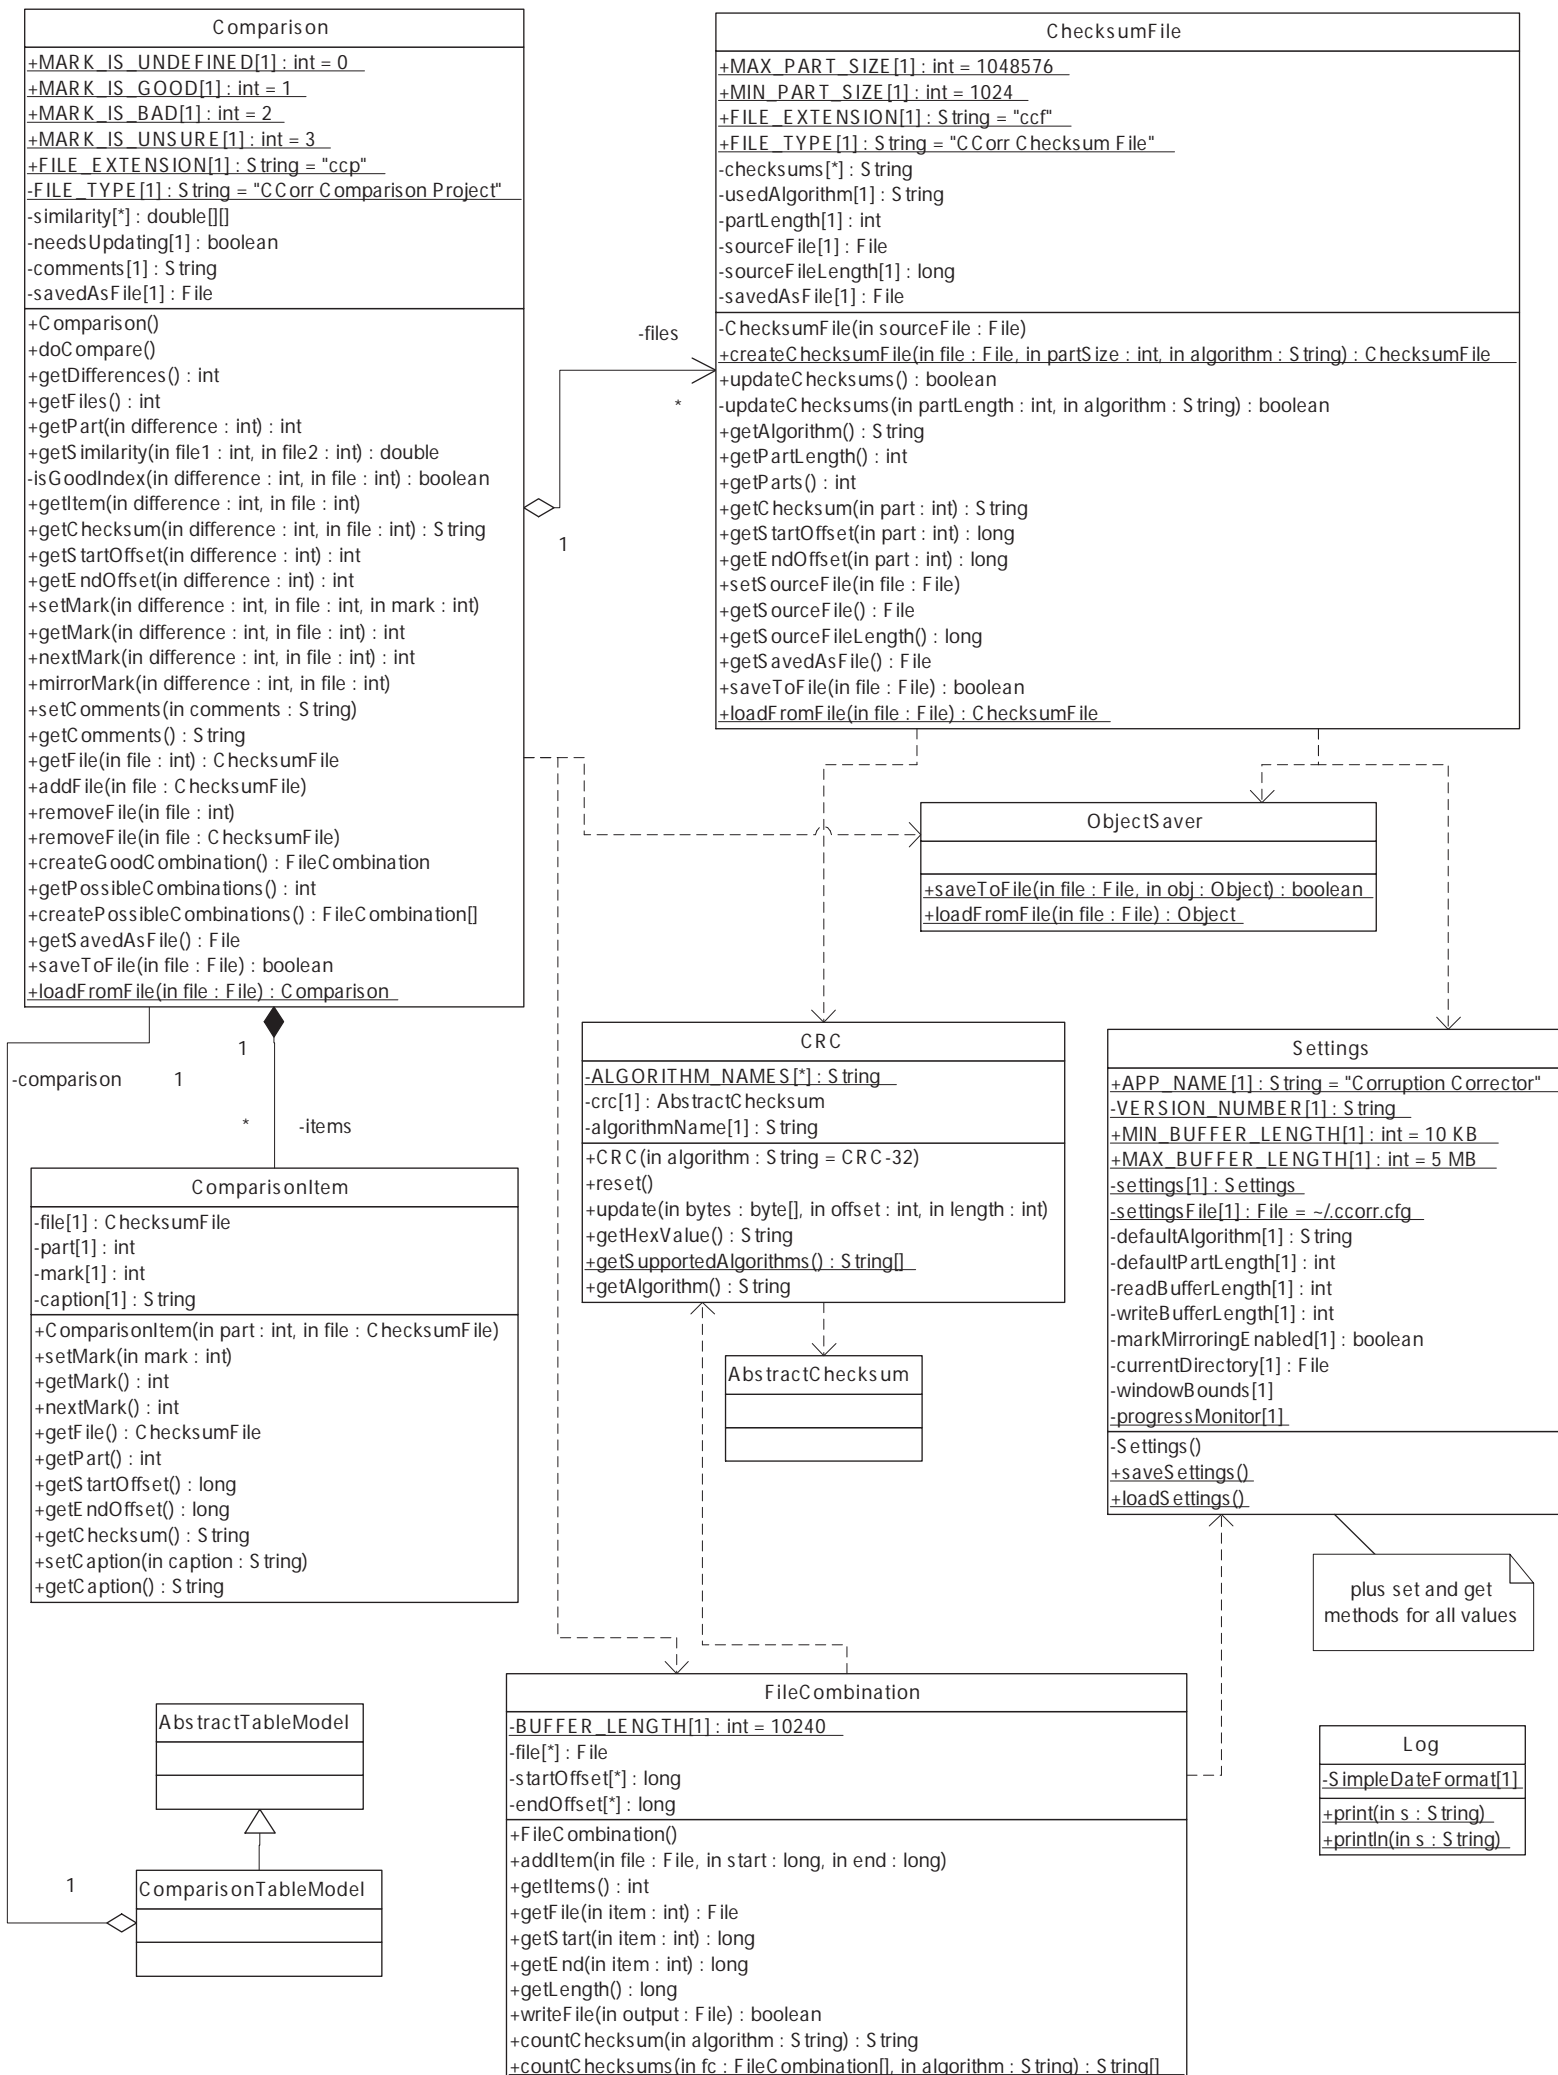 Comparison
+MARK_IS_UNDEFINED[1] : int = 0
+MARK_IS_GOOD[1] : int = 1
+MARK_IS_BAD[1] : int = 2
+MARK_IS_UNSURE[1] : int = 3
+FILE_EXTENSION[1] : String = "ccp"
-FILE_TYPE[1] : String = "CCorr Comparison Project"
-similarity[*] : double[][]
-needsUpdating[1] : boolean
-comments[1] : String
-savedAsFile[1] : File
+Comparison()
+doCompare()
+getDifferences() : int
+getFiles() : int
+getPart(in difference : int) : int
+getSimilarity(in file1 : int, in file2 : int) : double
-isGoodIndex(in difference : int, in file : int) : boolean
+getItem(in difference : int, in file : int)
+getChecksum(in difference : int, in file : int) : String
+getStartOffset(in difference : int) : int
+getEndOffset(in difference : int) : int
+setMark(in difference : int, in file : int, in mark : int)
+getMark(in difference : int, in file : int) : int
+nextMark(in difference : int, in file : int) : int
+mirrorMark(in difference : int, in file : int)
+setComments(in comments : String)
+getComments() : String
+getFile(in file : int) : ChecksumFile
+addFile(in file : ChecksumFile)
+removeFile(in file : int)
+removeFile(in file : ChecksumFile)
+createGoodCombination() : FileCombination
+getPossibleCombinations() : int
+createPossibleCombinations() : FileCombination[]
+getSavedAsFile() : File
+saveToFile(in file : File) : boolean
+loadFromFile(in file : File) : Comparison
-files
*
1
ChecksumFile
+MAX_PART_SIZE[1] : int = 1048576
+MIN_PART_SIZE[1] : int = 1024
+FILE_EXTENSION[1] : String = "ccf"
+FILE_TYPE[1] : String = "CCorr Checksum File"
-checksums[*] : String
-usedAlgorithm[1] : String
-partLength[1] : int
-sourceFile[1] : File
-sourceFileLength[1] : long
-savedAsFile[1] : File
-ChecksumFile(in sourceFile : File)
+createChecksumFile(in file : File, in partSize : int, in algorithm : String) : ChecksumFile
+updateChecksums() : boolean
-updateChecksums(in partLength : int, in algorithm : String) : boolean
+getAlgorithm() : String
+getPartLength() : int
+getParts() : int
+getChecksum(in part : int) : String
+getStartOffset(in part : int) : long
+getEndOffset(in part : int) : long
+setSourceFile(in file : File)
+getSourceFile() : File
+getSourceFileLength() : long
+getSavedAsFile() : File
+saveToFile(in file : File) : boolean
+loadFromFile(in file : File) : ChecksumFile
ObjectSaver
+saveToFile(in file : File, in obj : Object) : boolean
+loadFromFile(in file : File) : Object
1
-comparison
1
*
-items
ComparisonItem
-file[1] : ChecksumFile
-part[1] : int
-mark[1] : int
-caption[1] : String
+ComparisonItem(in part : int, in file : ChecksumFile)
+setMark(in mark : int)
+getMark() : int
+nextMark() : int
+getFile() : ChecksumFile
+getPart() : int
+getStartOffset() : long
+getEndOffset() : long
+getChecksum() : String
+setCaption(in caption : String)
+getCaption() : String
CRC
-ALGORITHM_NAMES[*] : String
-crc[1] : AbstractChecksum
-algorithmName[1] : String
+CRC(in algorithm : String = CRC-32)
+reset()
+update(in bytes : byte[], in offset : int, in length : int)
+getHexValue() : String
+getSupportedAlgorithms() : String[]
+getAlgorithm() : String
AbstractChecksum
Settings
+APP_NAME[1] : String = "Corruption Corrector"
-VERSION_NUMBER[1] : String
+MIN_BUFFER_LENGTH[1] : int = 10 KB
+MAX_BUFFER_LENGTH[1] : int = 5 MB
-settings[1] : Settings
-settingsFile[1] : File = ~/.ccorr.cfg
-defaultAlgorithm[1] : String
-defaultPartLength[1] : int
-readBufferLength[1] : int
-writeBufferLength[1] : int
-markMirroringEnabled[1] : boolean
-currentDirectory[1] : File
-windowBounds[1]
-progressMonitor[1]
-Settings()
+saveSettings()
+loadSettings()
plus set and get
methods for all values
AbstractTableModel
1
ComparisonTableModel
FileCombination
-BUFFER_LENGTH[1] : int = 10240
-file[*] : File
-startOffset[*] : long
-endOffset[*] : long
+FileCombination()
+addItem(in file : File, in start : long, in end : long)
+getItems() : int
+getFile(in item : int) : File
+getStart(in item : int) : long
+getEnd(in item : int) : long
+getLength() : long
+writeFile(in output : File) : boolean
+countChecksum(in algorithm : String) : String
+countChecksums(in fc : FileCombination[], in algorithm : String) : String[]
Log
-SimpleDateFormat[1]
+print(in s : String)
+println(in s : String)